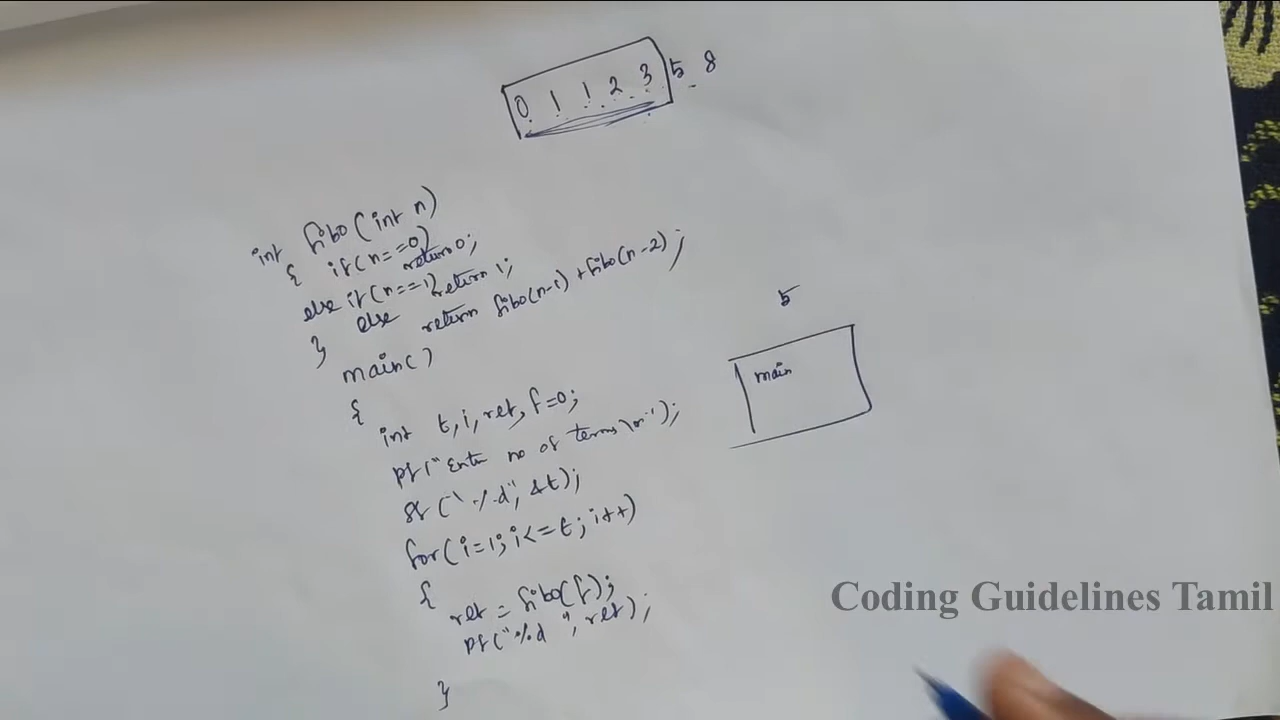 0 1 1 2 3 5 8
int fibo(int n)
{ if(n==0)
return 0;
else if(n==1) return 1;
else return fibo(n-1) + fibo(n-2);
}
main()
{
int t, i, ret, f=0;
pf("Enter no of terms\n");
sf("%d", &t);
for(i=1; i<=t; i++)
{
ret = fibo(f);
pf("%d ", ret);
}
5
main
Coding Guidelines Tamil